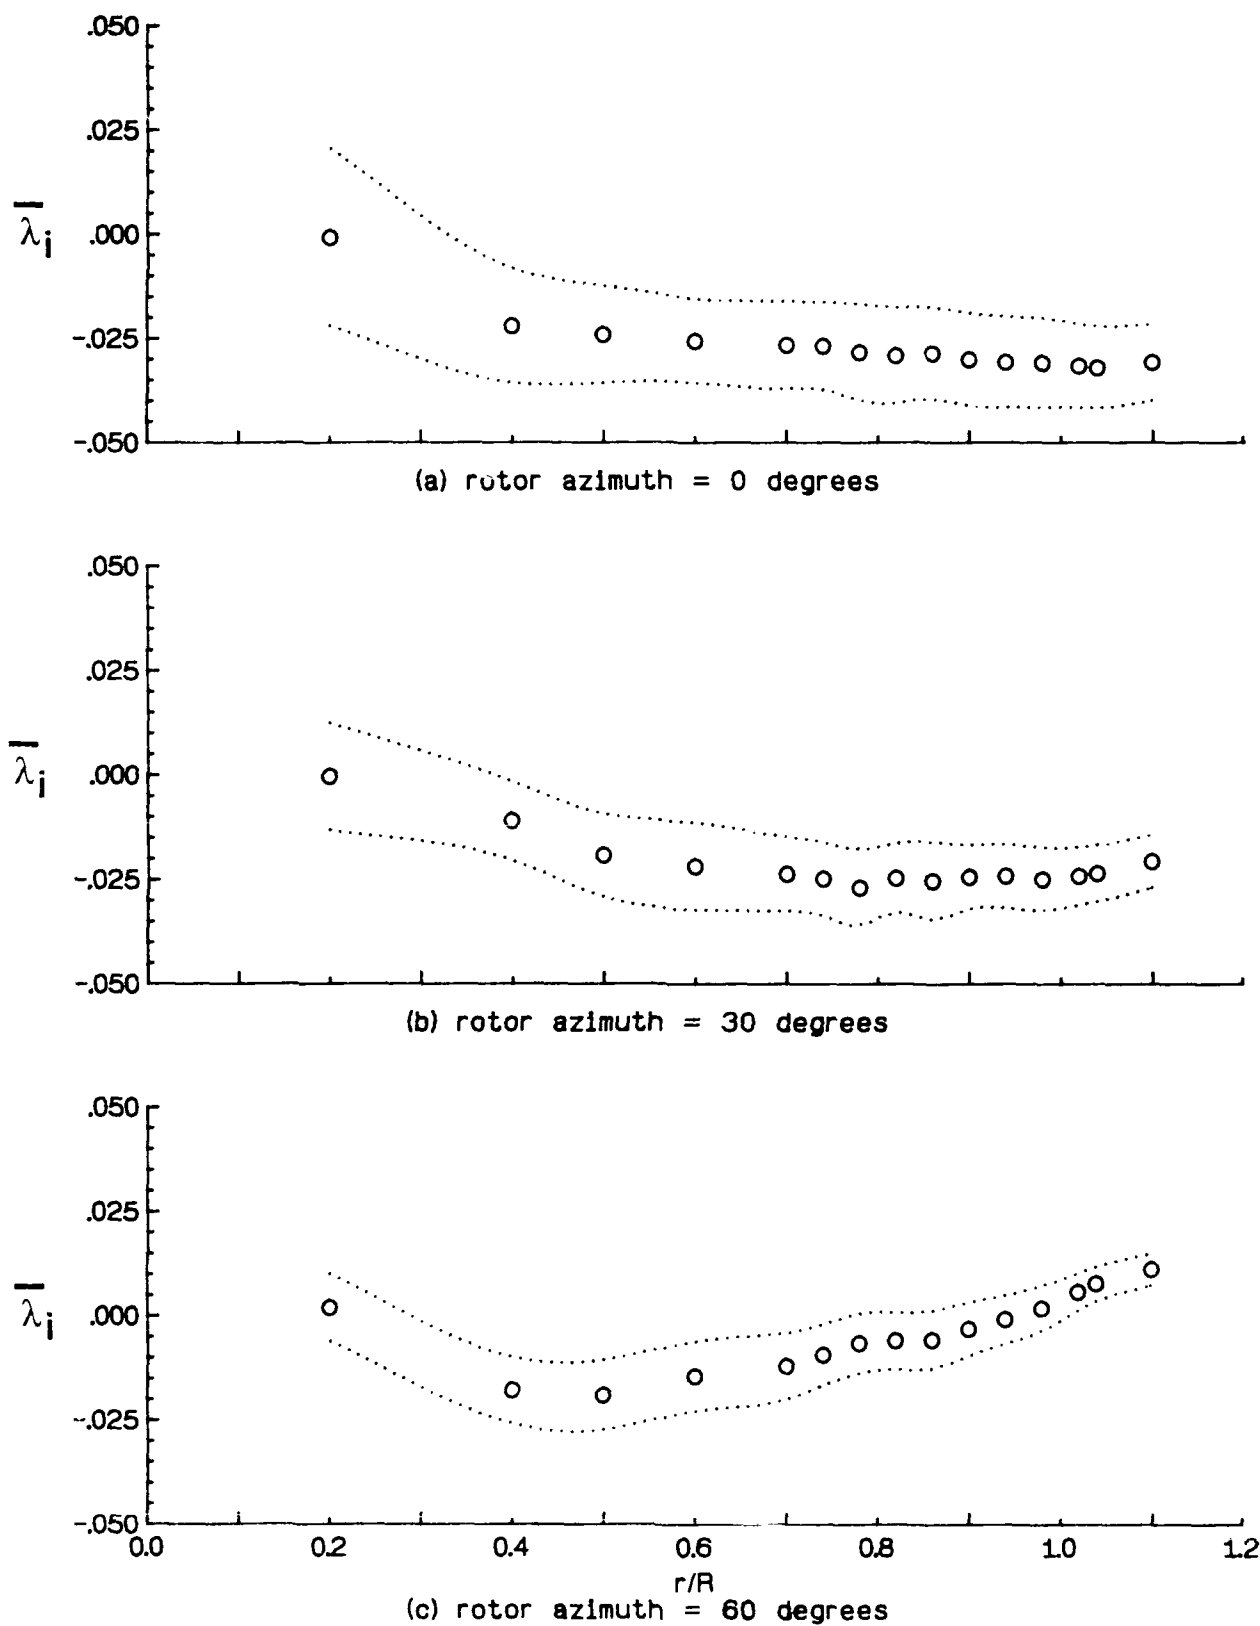 .050
.025
λ̅i
.000
-.025
-.050
(a) rotor azimuth = 0 degrees
.050
.025
λ̅i
.000
-.025
-.050
(b) rotor azimuth = 30 degrees
.050
.025
λ̅i
.000
-.025
-.050
0.0 0.2 0.4 0.6 0.8 1.0 1.2
r/R
(c) rotor azimuth = 60 degrees